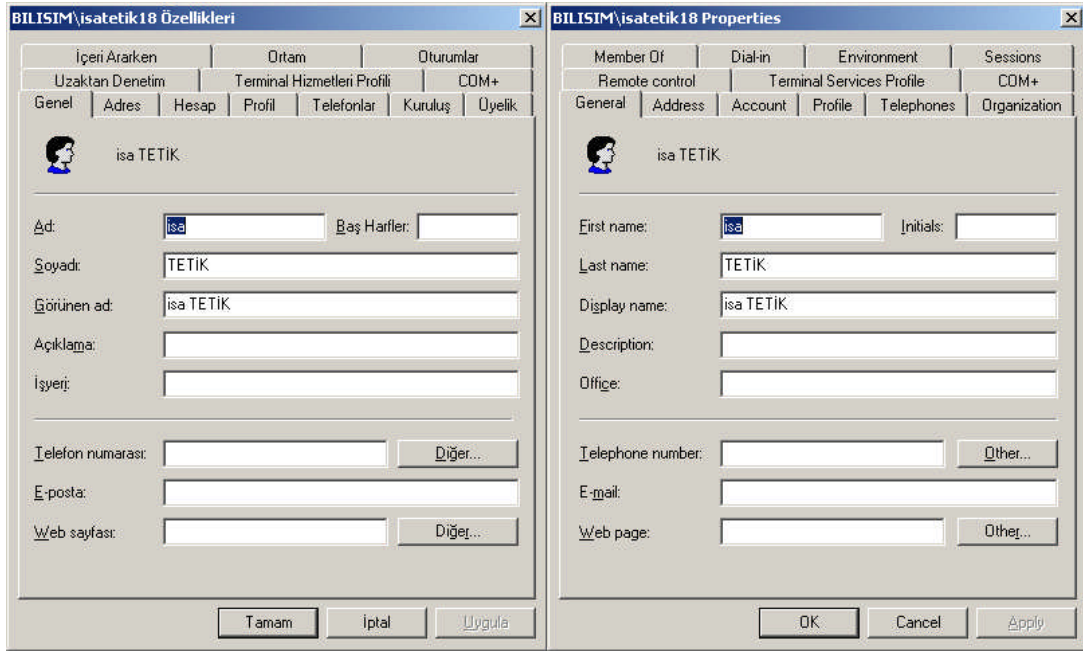 BILISIM\isatetik18 Özellikleri
İçeri Ararken Ortam Oturumlar
Uzaktan Denetim Terminal Hizmetleri Profili COM+
Genel Adres Hesap Profil Telefonlar Kuruluş Üyelik
isa TETİK
Ad: isa Baş Harfler:
Soyadı: TETİK
Görünen ad: isa TETİK
Açıklama:
İşyeri:
Telefon numarası: Diğer...
E-posta:
Web sayfası: Diğer...
Tamam İptal Uygula
BILISIM\isatetik18 Properties
Member Of Dial-in Environment Sessions
Remote control Terminal Services Profile COM+
General Address Account Profile Telephones Organization
isa TETİK
First name: isa Initials:
Last name: TETİK
Display name: isa TETİK
Description:
Office:
Telephone number: Other...
E-mail:
Web page: Other...
OK Cancel Apply